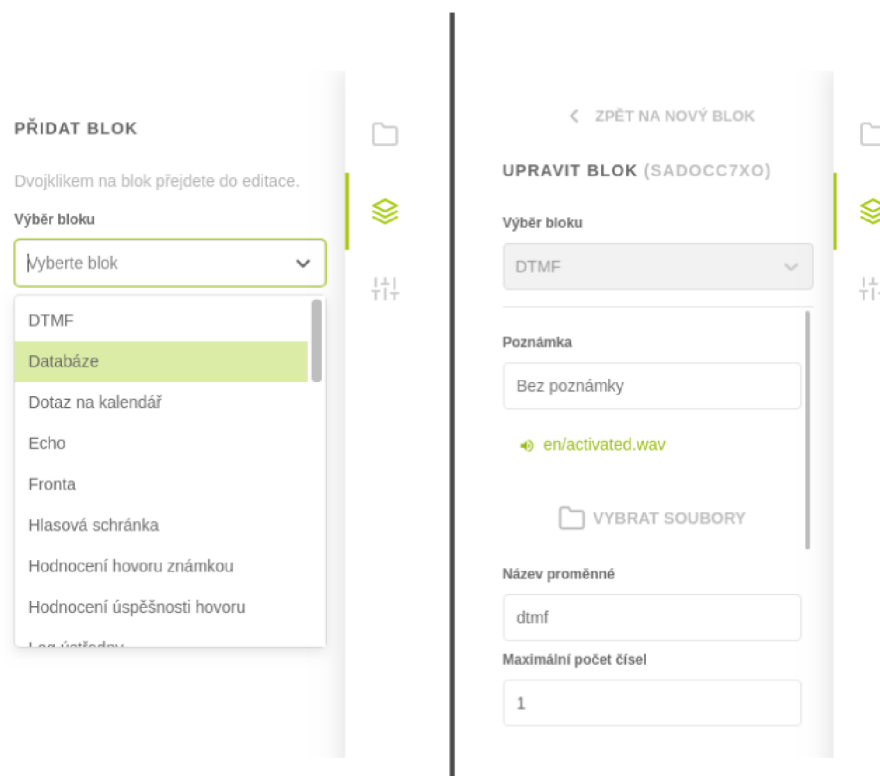 PŘIDAT BLOK
Dvojklikem na blok přejdete do editace.
Výběr bloku
Vyberte blok
DTMF
Databáze
Dotaz na kalendář
Echo
Fronta
Hlasová schránka
Hodnocení hovoru známkou
Hodnocení úspěšnosti hovoru
Log ústředny
ZPĚT NA NOVÝ BLOK
UPRAVIT BLOK (SADOCC7XO)
Výběr bloku
DTMF
Poznámka
Bez poznámky
en/activated.wav
VYBRAT SOUBORY
Název proměnné
dtmf
Maximální počet čísel
1